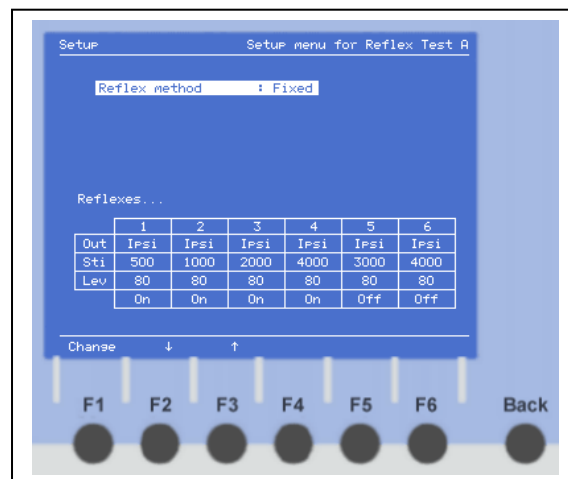 Setup Setup menu for Reflex Test A
Reflex method : Fixed
Reflexes...
1 2 3 4 5 6
Out Ipsi Ipsi Ipsi Ipsi Ipsi Ipsi
Sti 500 1000 2000 4000 3000 4000
Lev 80 80 80 80 80 80
On On On On Off Off
Change ↓ ↑
F1 F2 F3 F4 F5 F6 Back